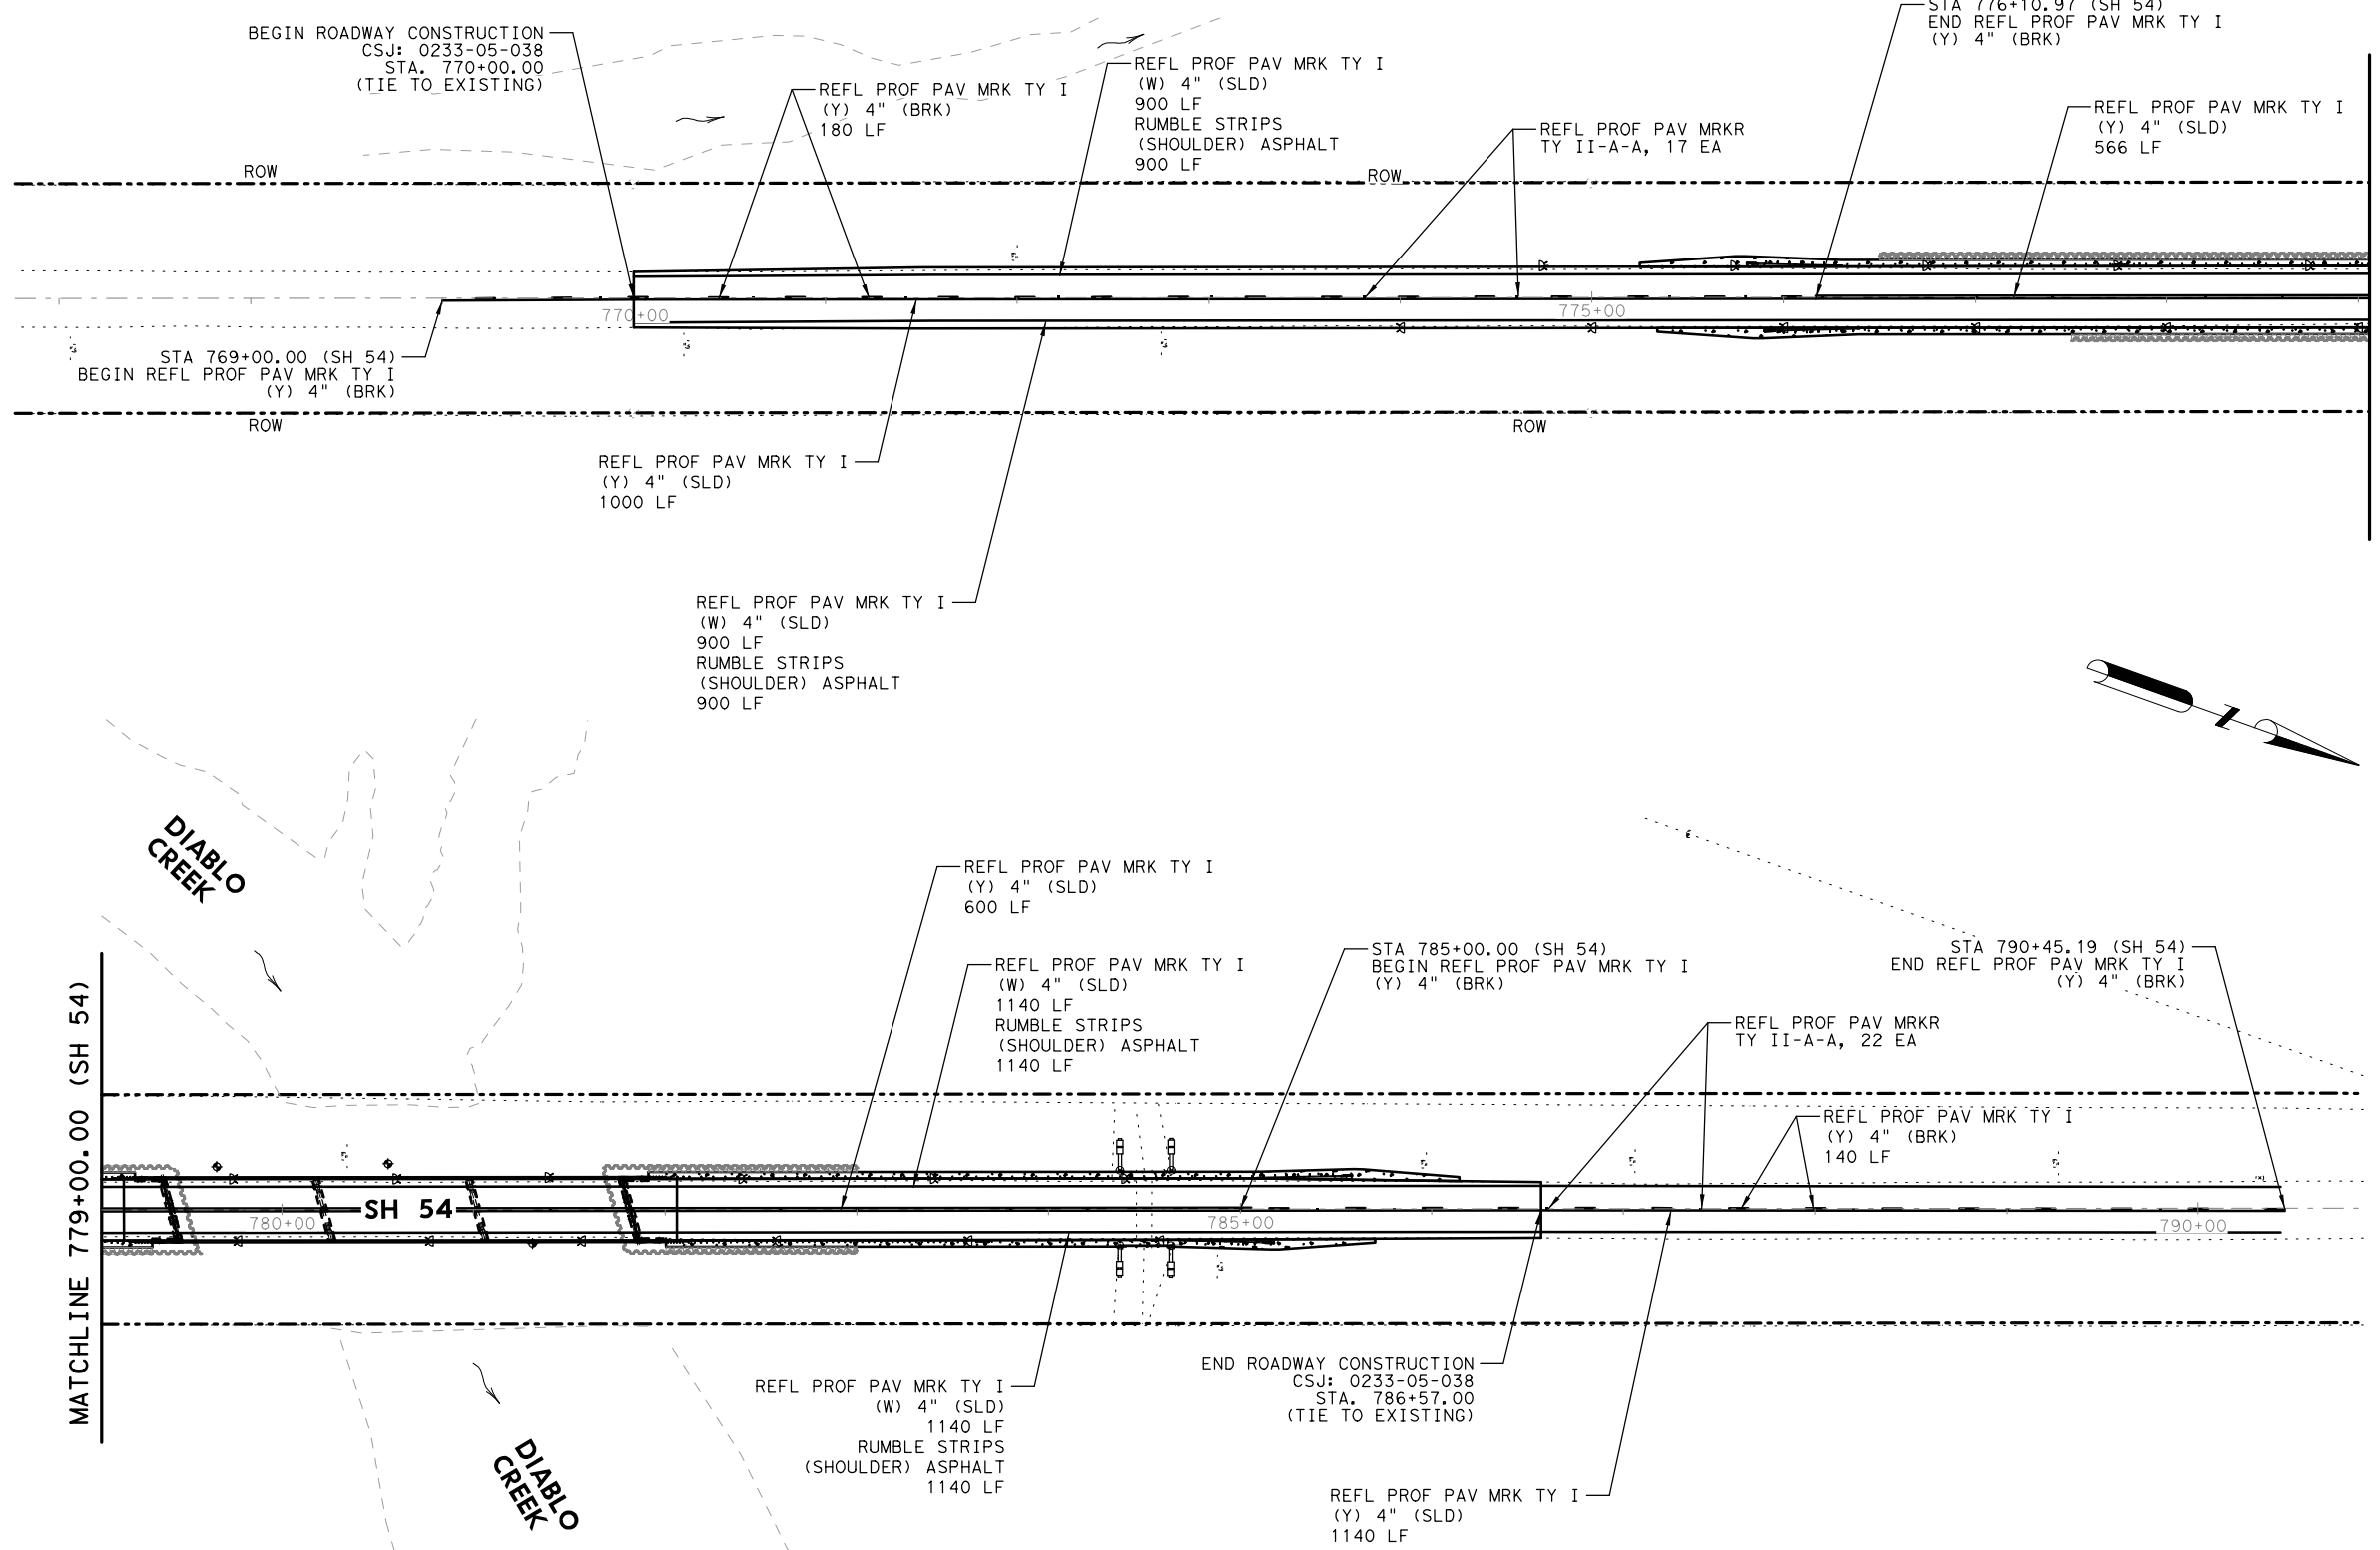 BEGIN ROADWAY CONSTRUCTION
CSJ: 0233-05-038
STA. 770+00.00
(TIE TO EXISTING)
REFL PROF PAV MRK TY I
(Y) 4" (BRK)
180 LF
REFL PROF PAV MRK TY I
(W) 4" (SLD)
900 LF
RUMBLE STRIPS
(SHOULDER) ASPHALT
900 LF
REFL PROF PAV MRKR
TY II-A-A, 17 EA
STA 776+10.97 (SH 54)
END REFL PROF PAV MRK TY I
(Y) 4" (BRK)
REFL PROF PAV MRK TY I
(Y) 4" (SLD)
566 LF
ROW
ROW
770+00
775+00
STA 769+00.00 (SH 54)
BEGIN REFL PROF PAV MRK TY I
(Y) 4" (BRK)
ROW
ROW
REFL PROF PAV MRK TY I
(Y) 4" (SLD)
1000 LF
REFL PROF PAV MRK TY I
(W) 4" (SLD)
900 LF
RUMBLE STRIPS
(SHOULDER) ASPHALT
900 LF
DIABLO
CREEK
MATCHLINE 779+00.00 (SH 54)
REFL PROF PAV MRK TY I
(Y) 4" (SLD)
600 LF
REFL PROF PAV MRK TY I
(W) 4" (SLD)
1140 LF
RUMBLE STRIPS
(SHOULDER) ASPHALT
1140 LF
STA 785+00.00 (SH 54)
BEGIN REFL PROF PAV MRK TY I
(Y) 4" (BRK)
STA 790+45.19 (SH 54)
END REFL PROF PAV MRK TY I
(Y) 4" (BRK)
REFL PROF PAV MRKR
TY II-A-A, 22 EA
REFL PROF PAV MRK TY I
(Y) 4" (BRK)
140 LF
780+00
SH 54
785+00
790+00
REFL PROF PAV MRK TY I
(W) 4" (SLD)
1140 LF
RUMBLE STRIPS
(SHOULDER) ASPHALT
1140 LF
END ROADWAY CONSTRUCTION
CSJ: 0233-05-038
STA. 786+57.00
(TIE TO EXISTING)
REFL PROF PAV MRK TY I
(Y) 4" (SLD)
1140 LF
DIABLO
CREEK